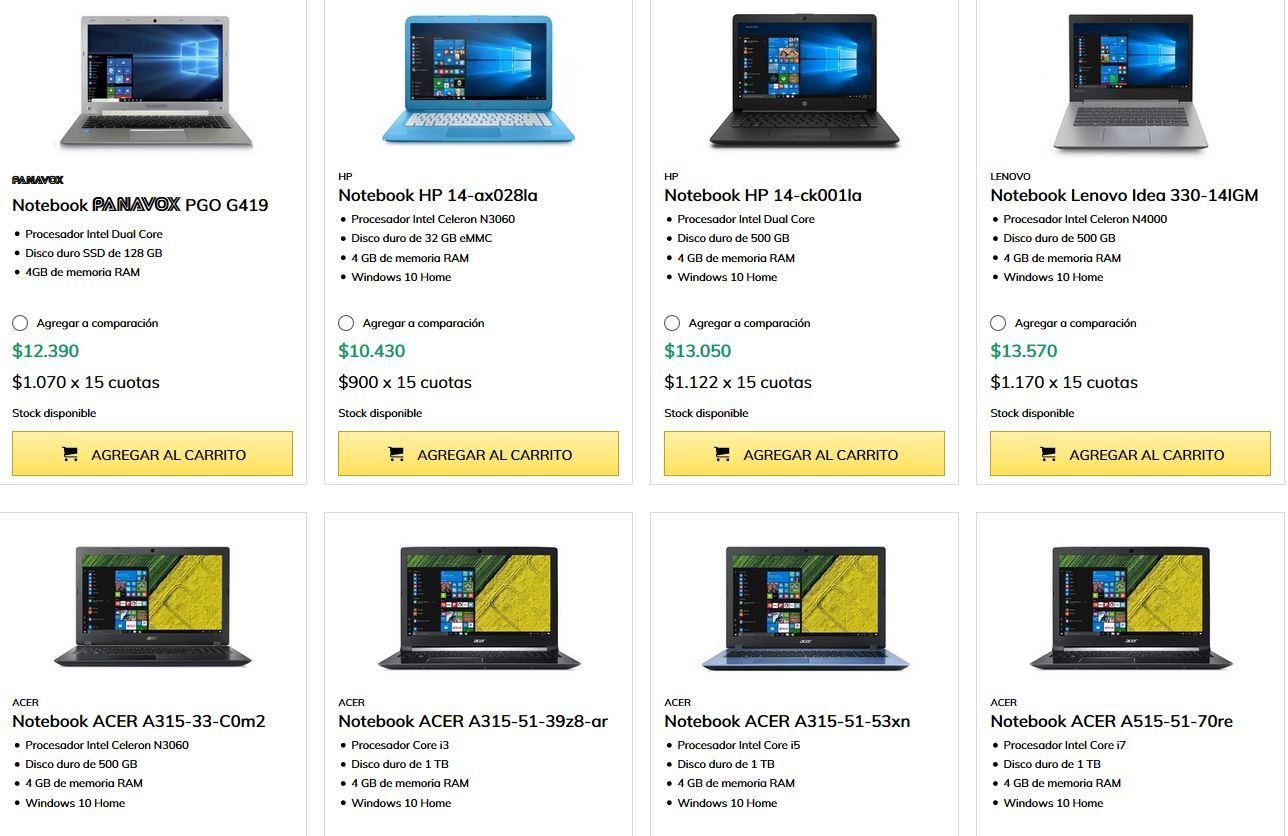 PANAVOX
Notebook PANAVOX PGO G419
Procesador Intel Dual Core
Disco duro SSD de 128 GB
4GB de memoria RAM
Agregar a comparación
$12.390
$1.070 x 15 cuotas
Stock disponible
AGREGAR AL CARRITO
HP
Notebook HP 14-ax028la
Procesador Intel Celeron N3060
Disco duro de 32 GB eMMC
4 GB de memoria RAM
Windows 10 Home
Agregar a comparación
$10.430
$900 x 15 cuotas
Stock disponible
AGREGAR AL CARRITO
HP
Notebook HP 14-ck001la
Procesador Intel Dual Core
Disco duro de 500 GB
4 GB de memoria RAM
Windows 10 Home
Agregar a comparación
$13.050
$1.122 x 15 cuotas
Stock disponible
AGREGAR AL CARRITO
LENOVO
Notebook Lenovo Idea 330-14IGM
Procesador Intel Celeron N4000
Disco duro de 500 GB
4 GB de memoria RAM
Windows 10 Home
Agregar a comparación
$13.570
$1.170 x 15 cuotas
Stock disponible
AGREGAR AL CARRITO
acer
ACER
Notebook ACER A315-33-C0m2
Procesador Intel Celeron N3060
Disco duro de 500 GB
4 GB de memoria RAM
Windows 10 Home
acer
ACER
Notebook ACER A315-51-39z8-ar
Procesador Core i3
Disco duro de 1 TB
4 GB de memoria RAM
Windows 10 Home
acer
ACER
Notebook ACER A315-51-53xn
Procesador Intel Core i5
Disco duro de 1 TB
4 GB de memoria RAM
Windows 10 Home
acer
ACER
Notebook ACER A515-51-70re
Procesador Intel Core i7
Disco duro de 1 TB
4 GB de memoria RAM
Windows 10 Home